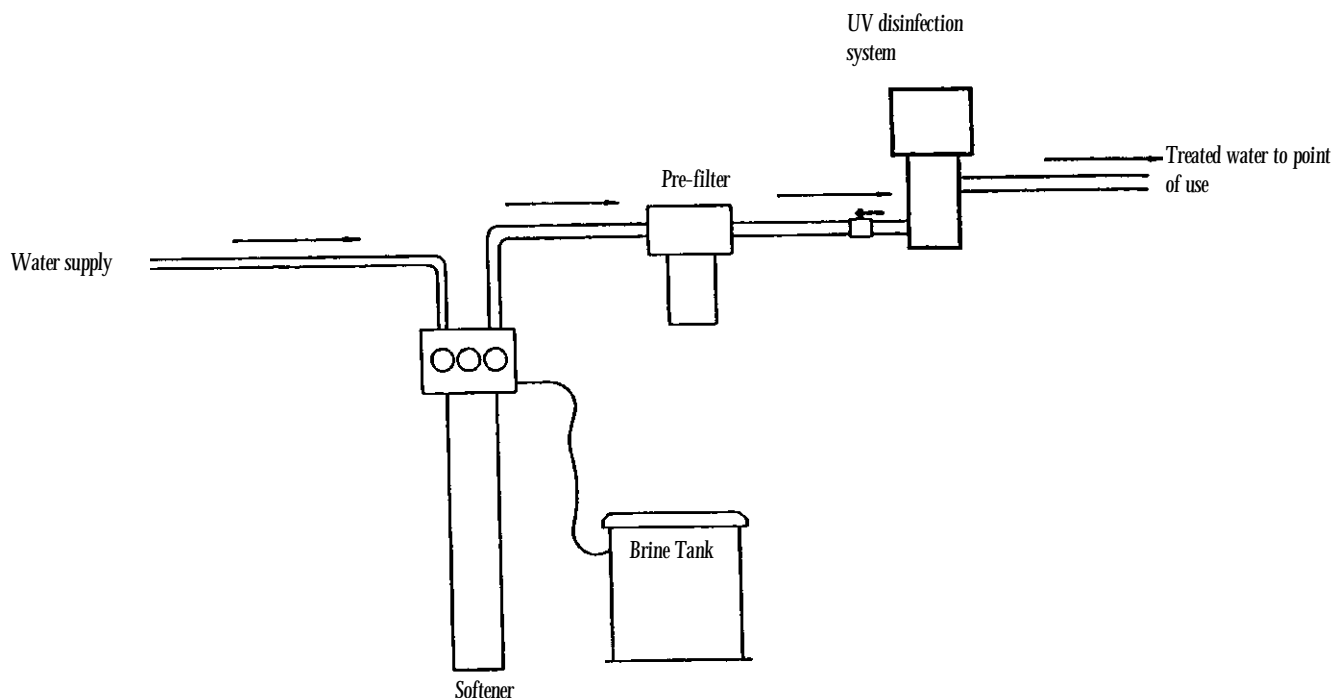 UV disinfection
system
Treated water to point
of use
Pre-filter
Water supply
Brine Tank
Softener